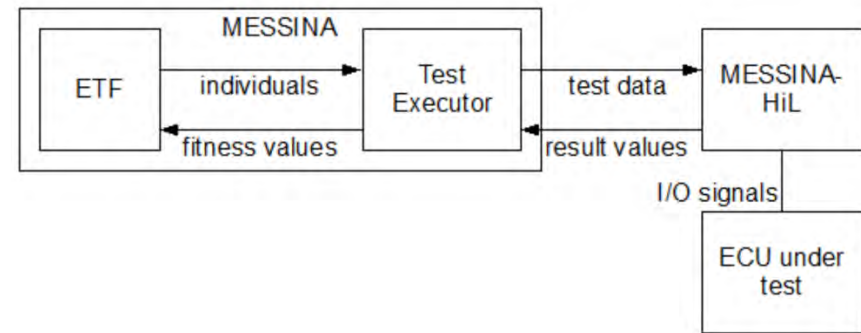 MESSINA
ETF
individuals
fitness values
Test
Executor
test data
result values
MESSINA-
HiL
I/O signals
ECU under
test